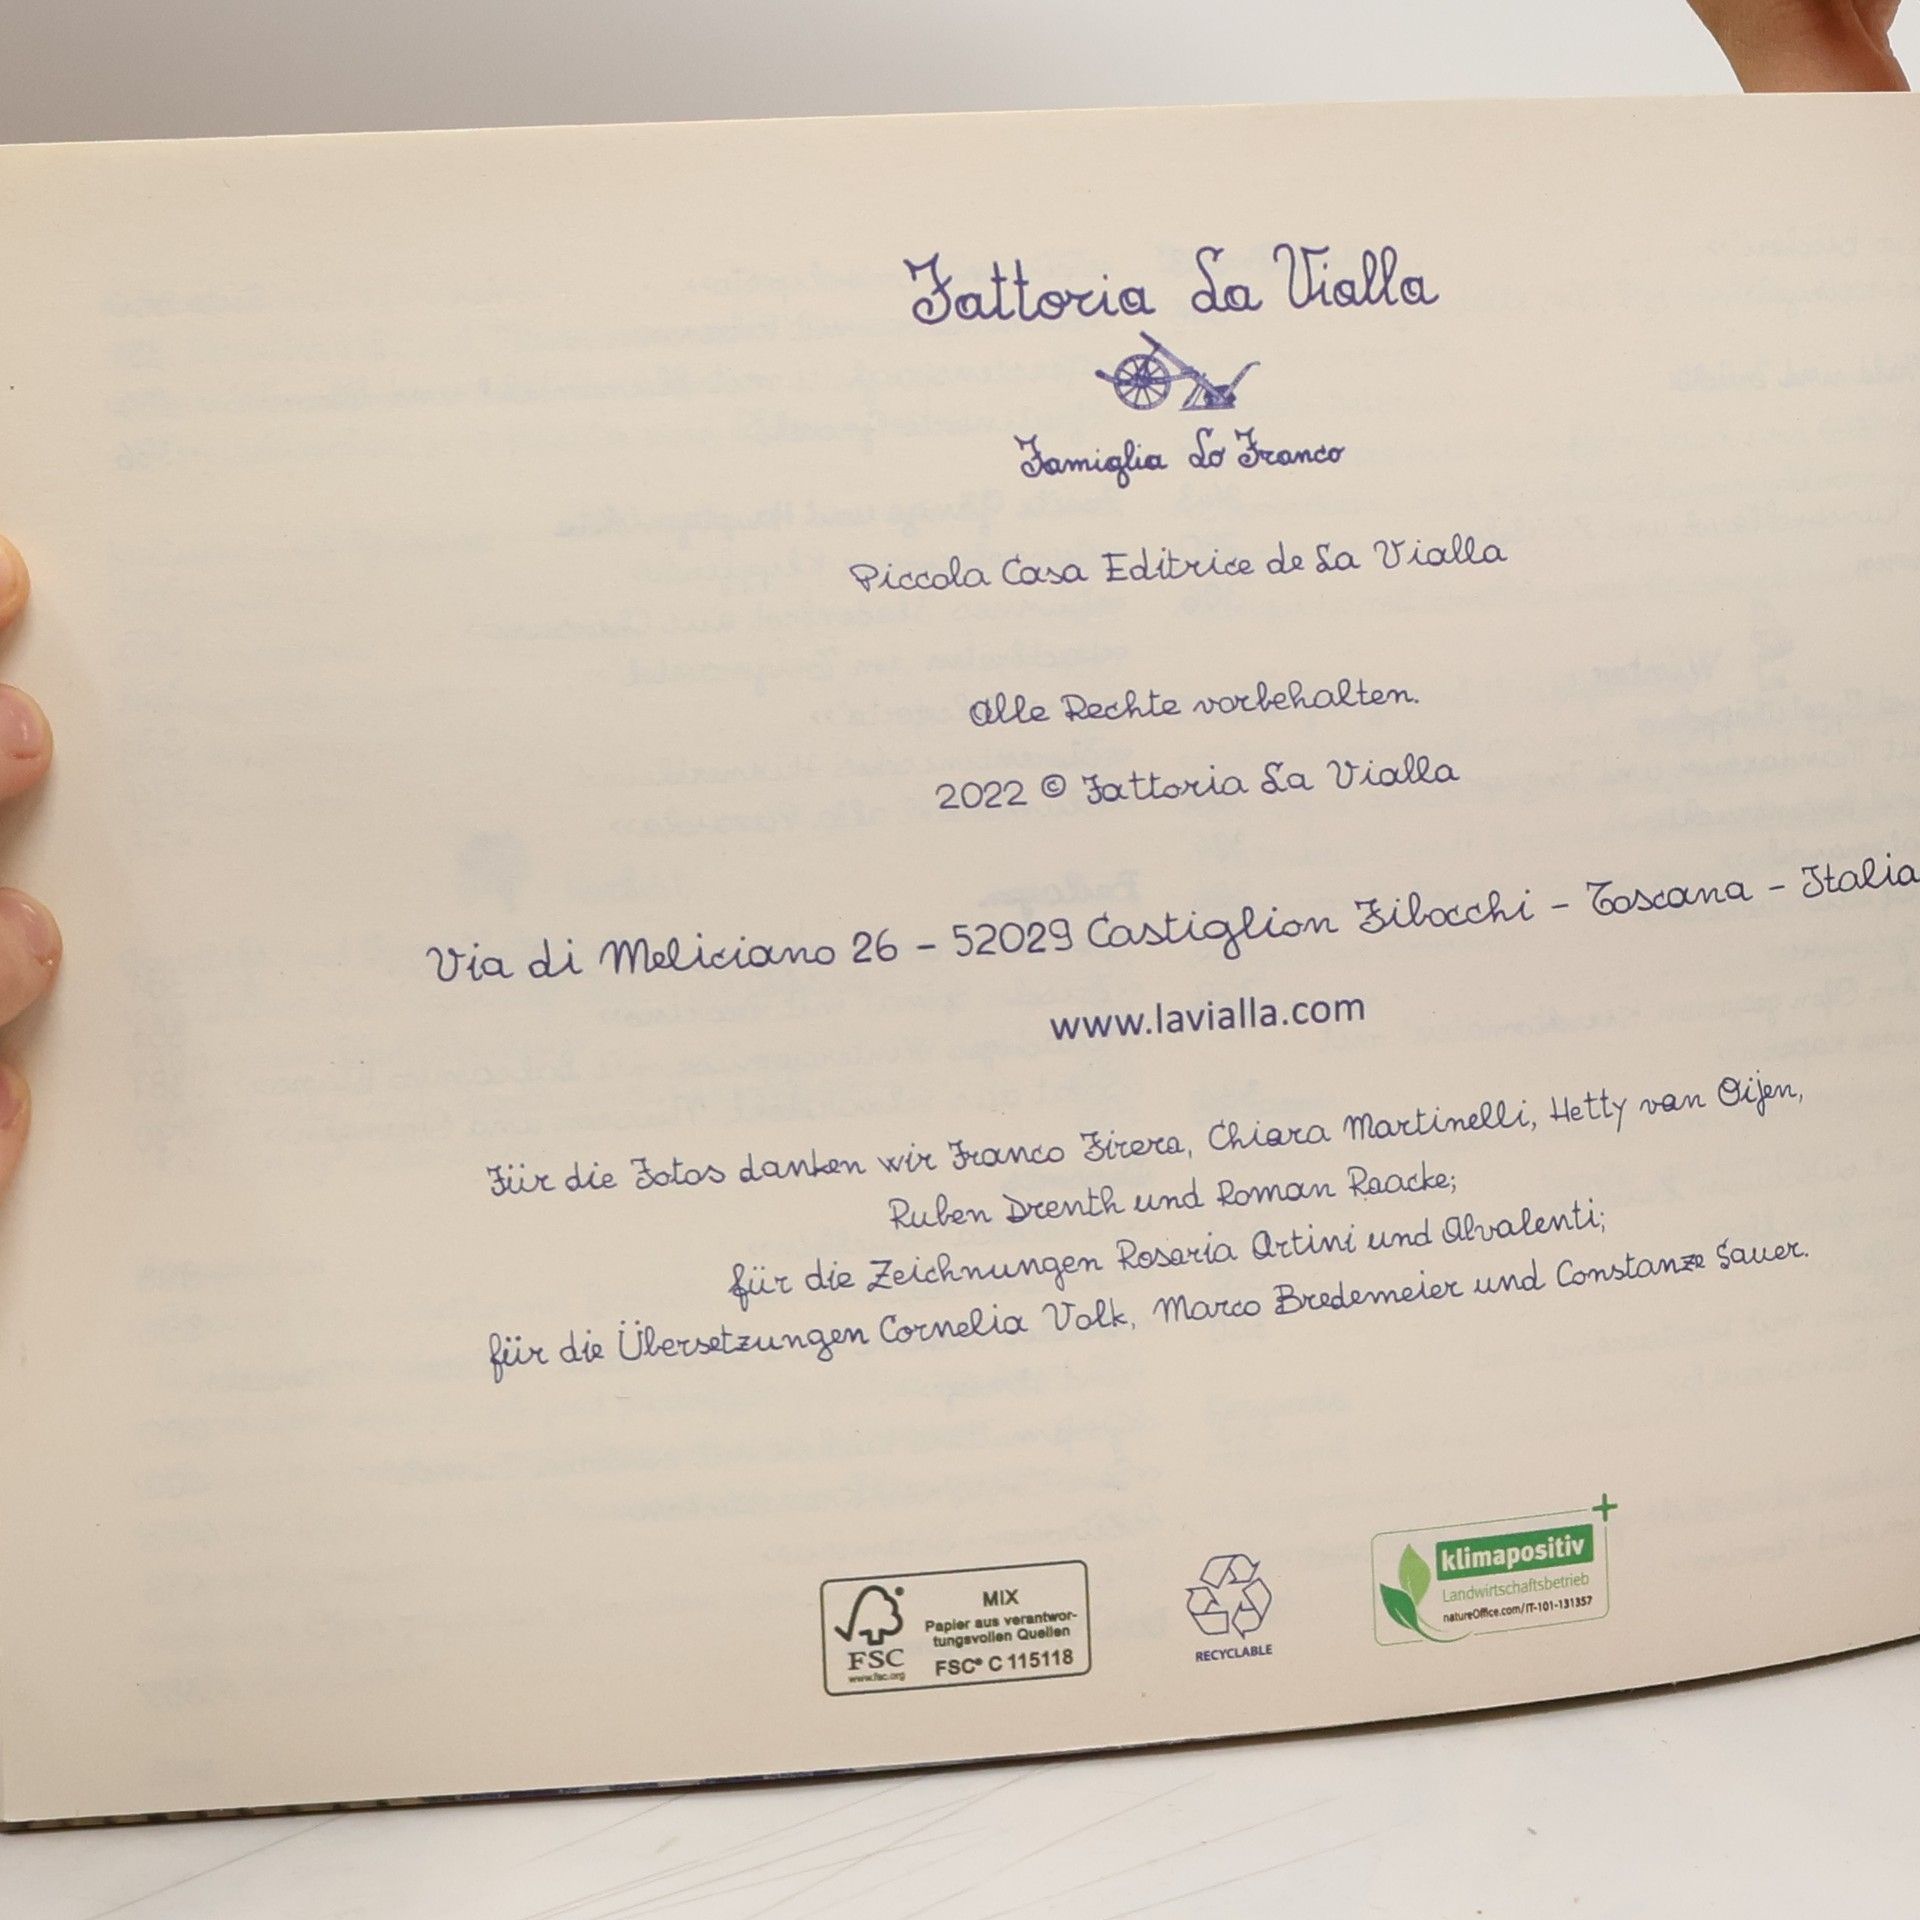 Fattoria La Vialla
Famiglia Lo Franco
Piccola Casa Editrice de La Vialla
Alle Rechte vorbehalten.
2022 © Fattoria La Vialla
Via di Meliciano 26 - 52029 Castiglion Fibocchi - Toscana - Italia
www.lavialla.com
Für die Fotos danken wir Franco Firera, Chiara Martinelli, Hetty van Oijen,
Ruben Drenth und Roman Raacke;
für die Zeichnungen Rosaria Artini und Alvalenti;
für die Übersetzungen Cornelia Volk, Marco Bredemeier und Constanze Sauer.
FSC
www.fsc.org
MIX
Papier aus verantwor-
tungsvollen Quellen
FSC® C 115118
RECYCLABLE
klimapositiv
Landwirtschaftsbetrieb
natureOffice.com/IT-101-131357